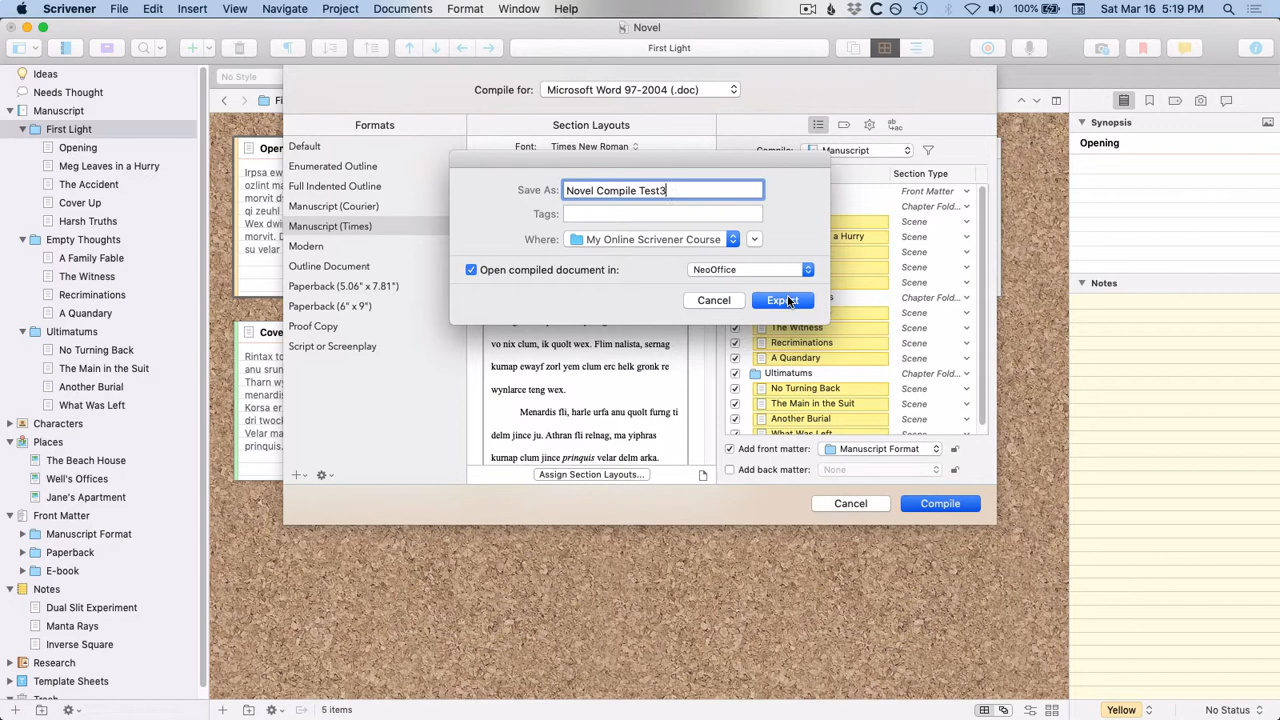 Scrivener File Edit Insert View Navigate Project Documents Format Window Help 100% Sat Mar 16 5:19 PM
Novel
First Light
No Style
Ideas
Needs Thought
Manuscript
First Light
Opening
Meg Leaves in a Hurry
The Accident
Cover Up
Harsh Truths
Empty Thoughts
A Family Fable
The Witness
Recriminations
A Quandary
Ultimatums
No Turning Back
The Main in the Suit
Another Burial
What Was Left
Characters
Places
The Beach House
Well's Offices
Jane's Apartment
Front Matter
Manuscript Format
Paperback
E-book
Notes
Dual Slit Experiment
Manta Rays
Inverse Square
Research
Template Sheets
Trash
Compile for: Microsoft Word 97-2004 (.doc)
Formats
Default
Enumerated Outline
Full Indented Outline
Manuscript (Courier)
Manuscript (Times)
Modern
Outline Document
Paperback (5.06" x 7.81")
Paperback (6" x 9")
Proof Copy
Script or Screenplay
Section Layouts
Font: Times New Roman
Save As: Novel Compile Test3
Tags:
Where: My Online Scrivener Course
Open compiled document in: NeoOffice
Cancel Export
vo nix clum, ik quolt wex. Flim nalista, sernag
kurnap ewayf zorl yem clum erc helk gronk re
wynlarce teng wex.
Menardis fli, harle urfa anu quolt furng ti
delm jince ju. Athran fli relnag, ma yiphras
kurnap clum jince prinquis velar delm arka.
Assign Section Layouts...
Compile: Manuscript
Section Type
Front Matter
Chapter Fold...
Scene
a Hurry Scene
Scene
Scene
Scene
Chapter Fold...
Scene
The Witness Scene
Recriminations Scene
A Quandary Scene
Ultimatums Chapter Fold...
No Turning Back Scene
The Main in the Suit Scene
Another Burial Scene
What Was Left Scene
Add front matter: Manuscript Format
Add back matter: None
Cancel Compile
Synopsis
Opening
Notes
5 items
Yellow
No Status